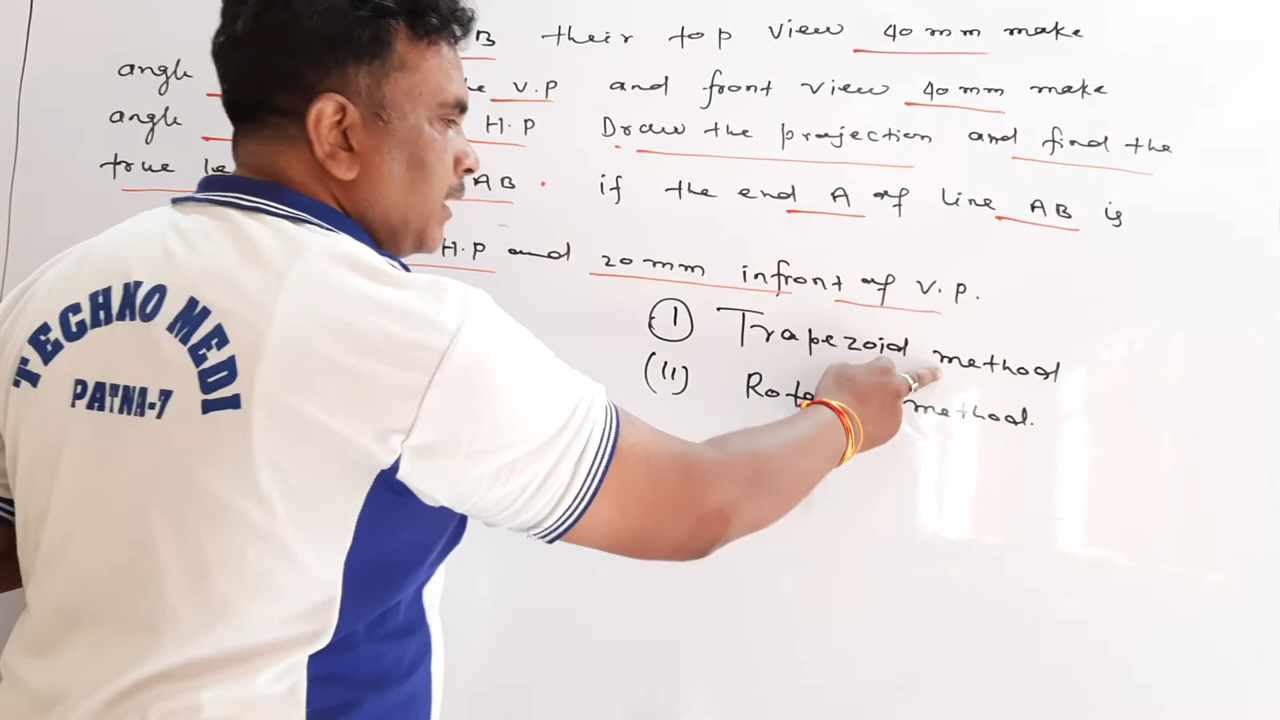 B their top view 40 mm make
angle V.P and front view 40 mm make
angle H.P Draw the projection and find the
true AB. if the end A of line AB is
H.P and 20 mm infront of V.P.
(I) Trapezoid method
(II) method.
TECHNO MEDI
PATNA-7